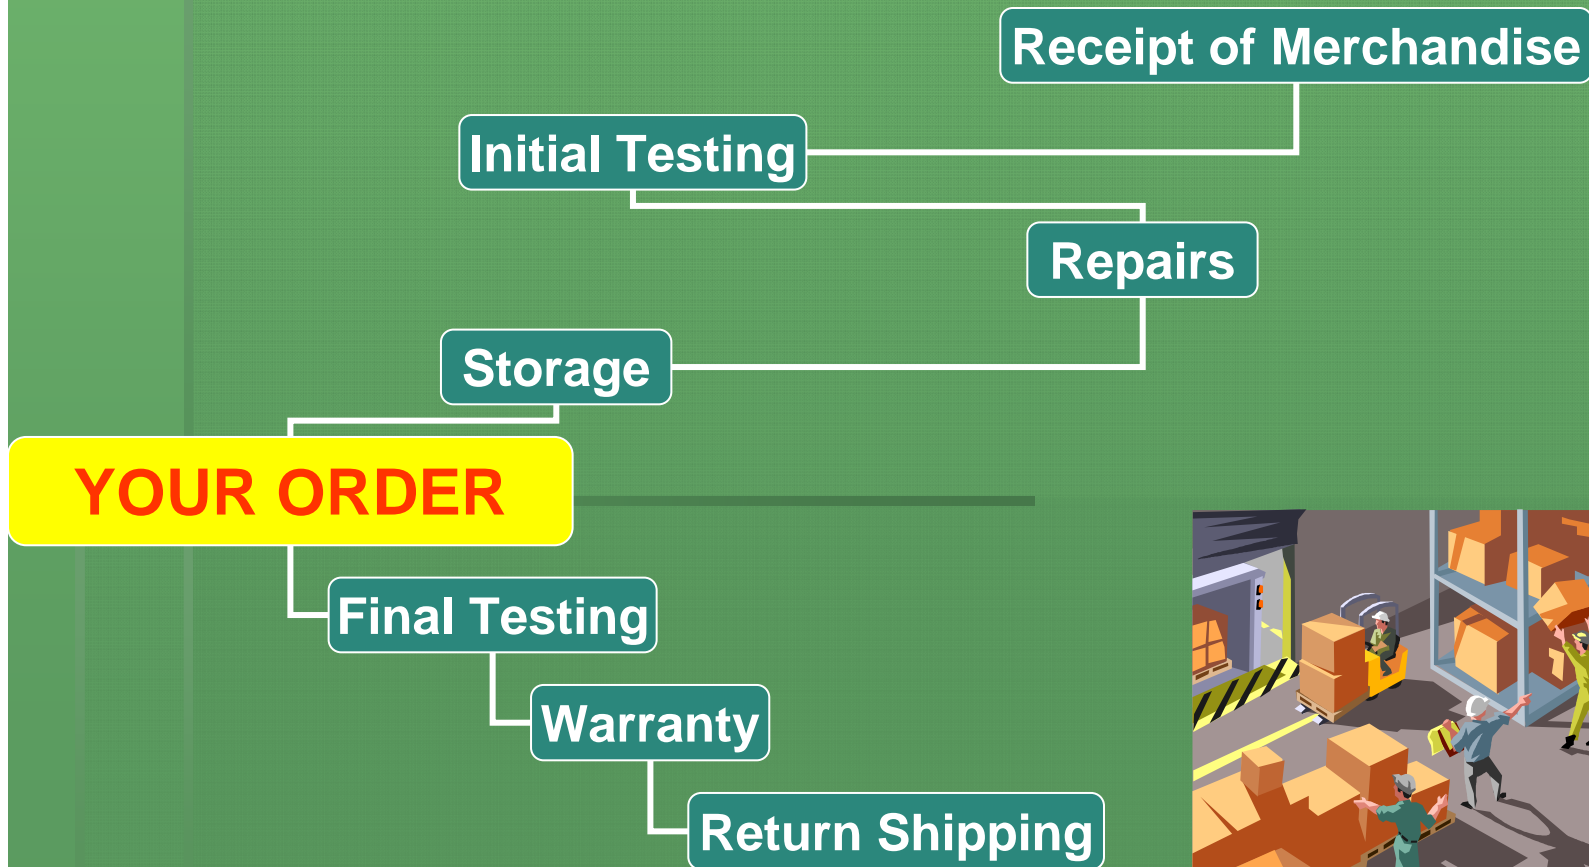 Receipt of Merchandise
Initial Testing
Repairs
Storage
YOUR ORDER
Final Testing
Warranty
Return Shipping